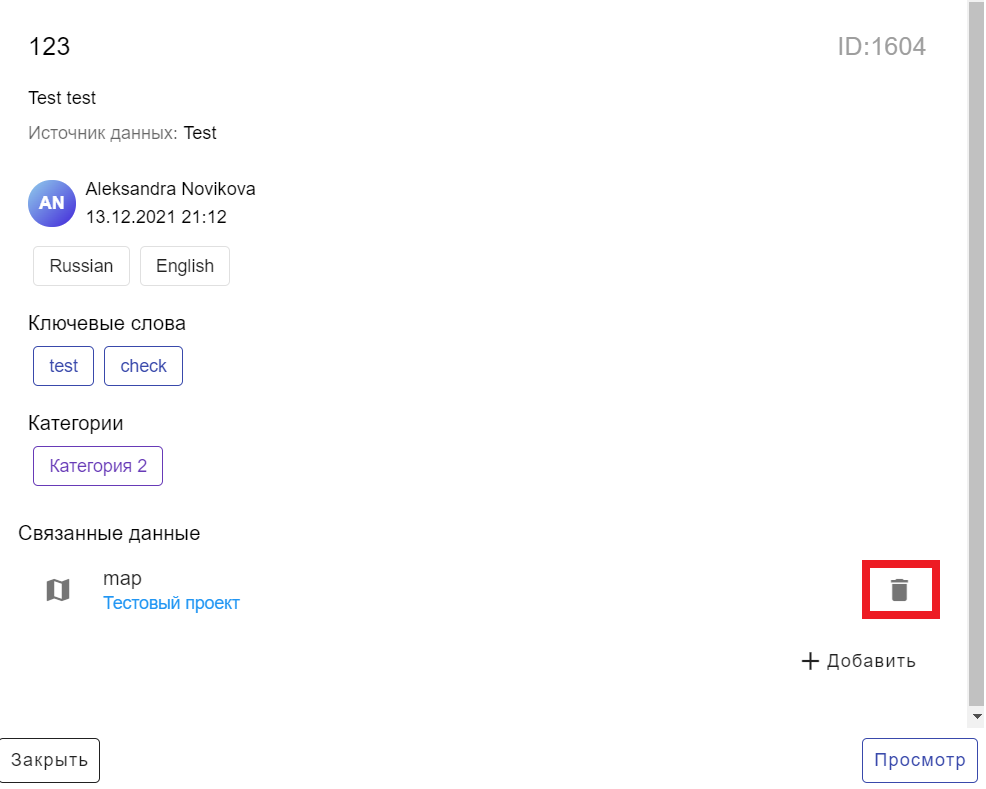 123
ID:1604
Test test
Источник данных: Test
AN
Aleksandra Novikova
13.12.2021 21:12
Russian
English
Ключевые слова
test
check
Категории
Категория 2
Связанные данные
map
Тестовый проект
+ Добавить
Закрыть
Просмотр